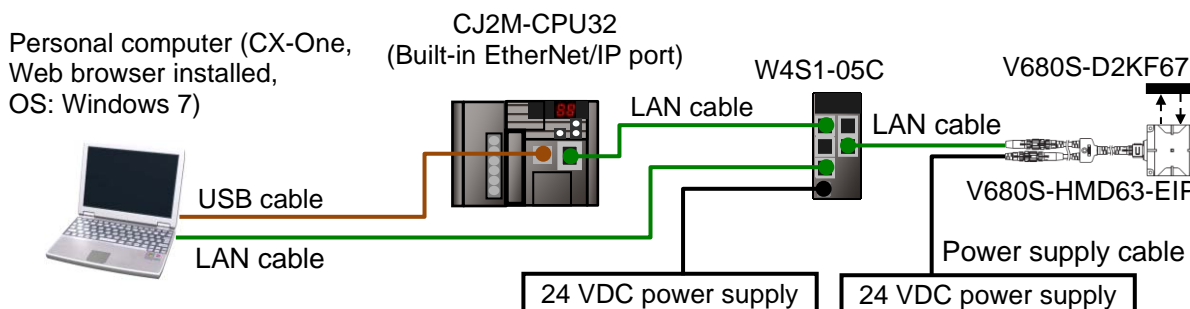 Personal computer (CX-One,
Web browser installed,
OS: Windows 7)
CJ2M-CPU32
(Built-in EtherNet/IP port)
W4S1-05C
V680S-D2KF67
88
LAN cable
LAN cable
USB cable
LAN cable
V680S-HMD63-EIP
Power supply cable
24 VDC power supply
24 VDC power supply